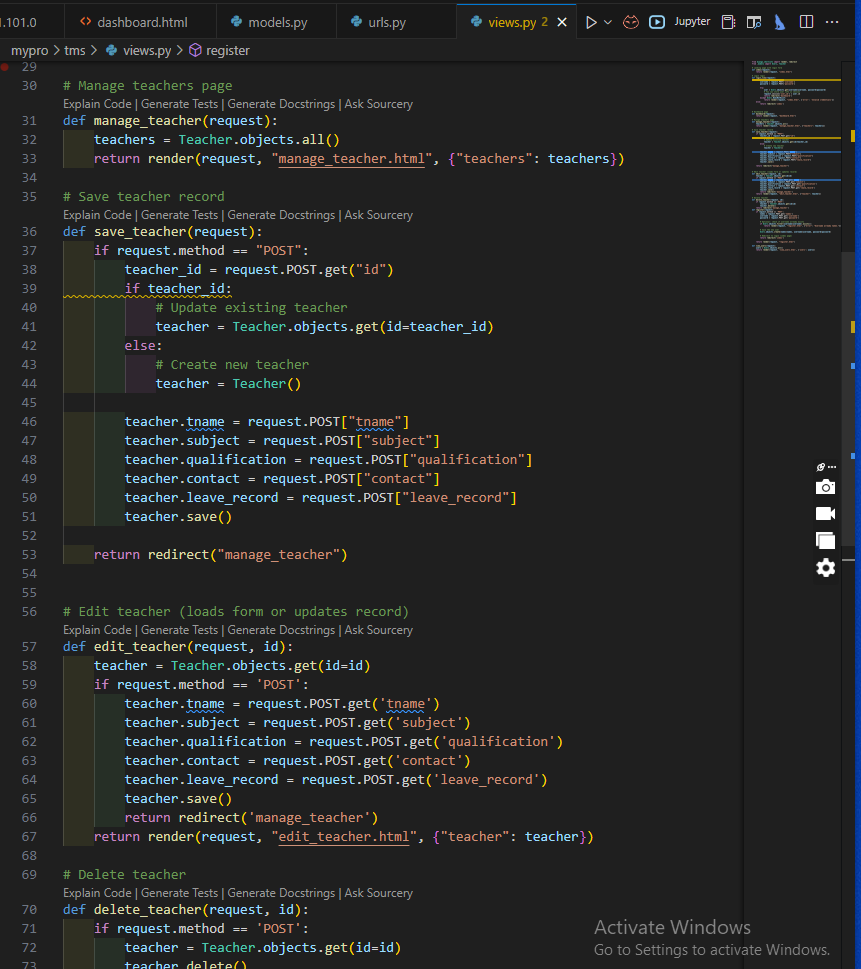 .101.0 <> dashboard.html models.py urls.py views.py 2 Jupyter
mypro > tms > views.py > register
29
30 # Manage teachers page
Explain Code | Generate Tests | Generate Docstrings | Ask Sourcery
31 def manage_teacher(request):
32 teachers = Teacher.objects.all()
33 return render(request, "manage_teacher.html", {"teachers": teachers})
34
35 # Save teacher record
Explain Code | Generate Tests | Generate Docstrings | Ask Sourcery
36 def save_teacher(request):
37 if request.method == "POST":
38 teacher_id = request.POST.get("id")
39 if teacher_id:
40 # Update existing teacher
41 teacher = Teacher.objects.get(id=teacher_id)
42 else:
43 # Create new teacher
44 teacher = Teacher()
45
46 teacher.tname = request.POST["tname"]
47 teacher.subject = request.POST["subject"]
48 teacher.qualification = request.POST["qualification"]
49 teacher.contact = request.POST["contact"]
50 teacher.leave_record = request.POST["leave_record"]
51 teacher.save()
52
53 return redirect("manage_teacher")
54
55
56 # Edit teacher (loads form or updates record)
Explain Code | Generate Tests | Generate Docstrings | Ask Sourcery
57 def edit_teacher(request, id):
58 teacher = Teacher.objects.get(id=id)
59 if request.method == 'POST':
60 teacher.tname = request.POST.get('tname')
61 teacher.subject = request.POST.get('subject')
62 teacher.qualification = request.POST.get('qualification')
63 teacher.contact = request.POST.get('contact')
64 teacher.leave_record = request.POST.get('leave_record')
65 teacher.save()
66 return redirect('manage_teacher')
67 return render(request, "edit_teacher.html", {"teacher": teacher})
68
69 # Delete teacher
Explain Code | Generate Tests | Generate Docstrings | Ask Sourcery
70 def delete_teacher(request, id):
71 if request.method == 'POST':
72 teacher = Teacher.objects.get(id=id)
73 teacher.delete()
Activate Windows
Go to Settings to activate Windows.